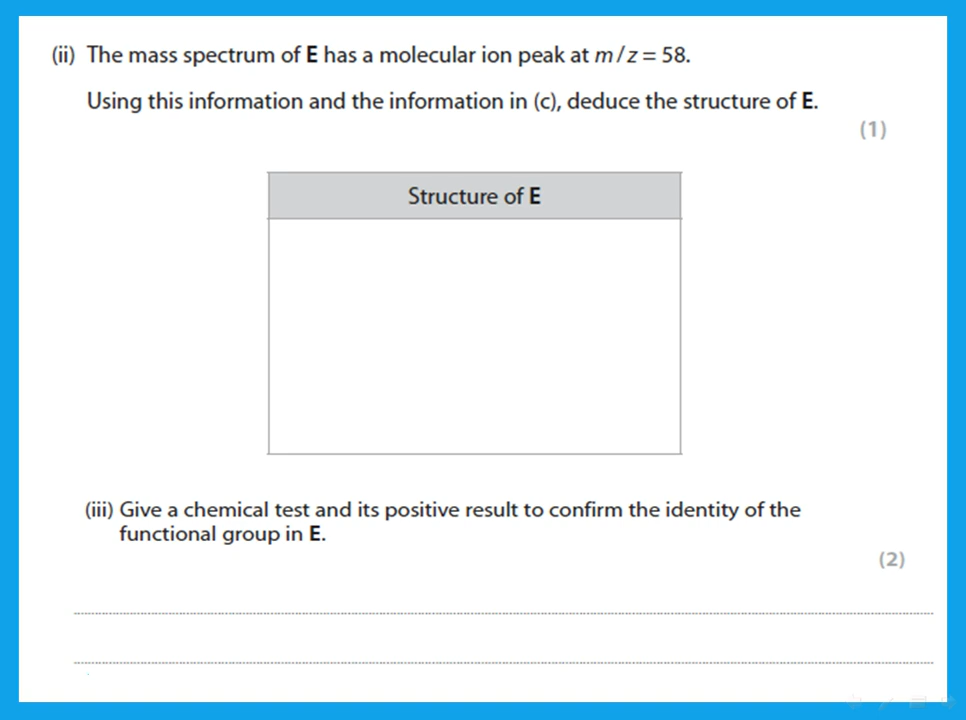 (ii) The mass spectrum of E has a molecular ion peak at m/z = 58.
Using this information and the information in (c), deduce the structure of E.
(1)
Structure of E
(iii) Give a chemical test and its positive result to confirm the identity of the
functional group in E.
(2)